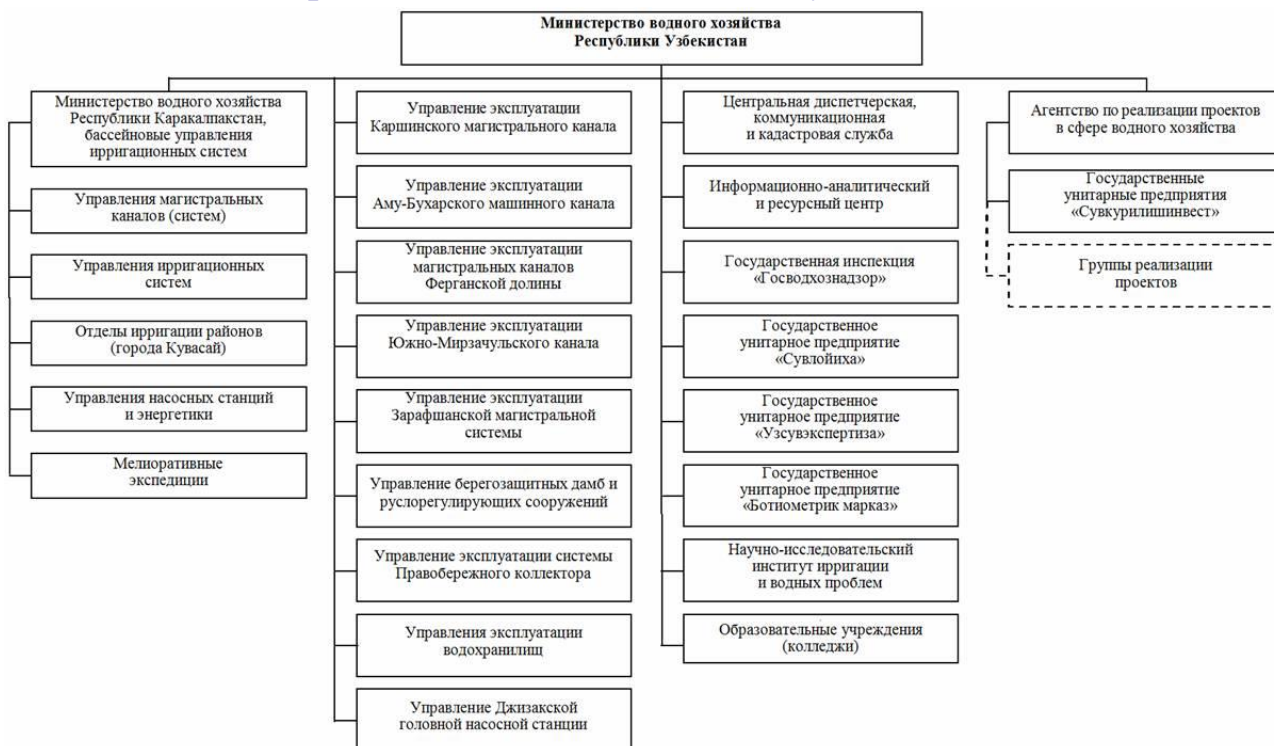 Министерство водного хозяйства
Республики Узбекистан
Министерство водного хозяйства
Республики Каракалпакстан,
бассейновые управления
ирригационных систем
Управления магистральных
каналов (систем)
Управления ирригационных
систем
Отделы ирригации районов
(города Кувасай)
Управления насосных станций
и энергетики
Мелиоративные
экспедиции
Управление эксплуатации
Каршинского магистрального канала
Управление эксплуатации
Аму-Бухарского машинного канала
Управление эксплуатации
магистральных каналов
Ферганской долины
Управление эксплуатации
Южно-Мирзачульского канала
Управление эксплуатации
Зарафшанской магистральной
системы
Управление берегозащитных дамб и
руслорегулирующих сооружений
Управление эксплуатации системы
Правобережного коллектора
Управления эксплуатации
водохранилищ
Управление Джизакской
головной насосной станции
Центральная диспетчерская,
коммуникационная
и кадастровая служба
Информационно-аналитический
и ресурсный центр
Государственная инспекция
«Госводхознадзор»
Государственное
унитарное предприятие
«Сувлойиха»
Государственное
унитарное предприятие
«Узсувэкспертиза»
Государственное
унитарное предприятие
«Ботиометрик марказ»
Научно-исследовательский
институт ирригации
и водных проблем
Образовательные учреждения
(колледжи)
Агентство по реализации проектов
в сфере водного хозяйства
Государственные
унитарные предприятия
«Сувкурилишинвест»
Группы реализации
проектов